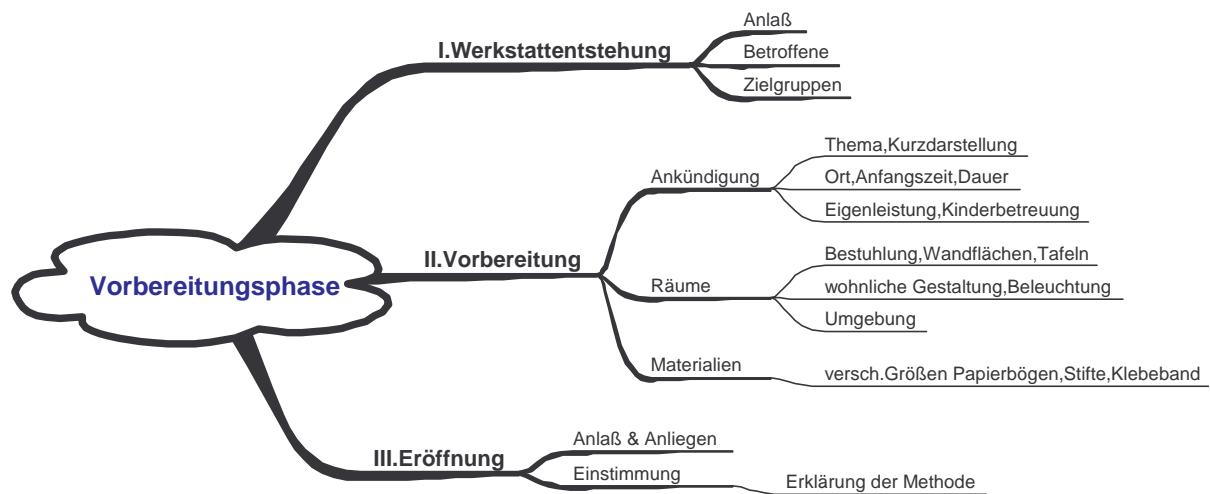 Vorbereitungsphase
I.Werkstattentstehung
Anlaß
Betroffene
Zielgruppen
II.Vorbereitung
Ankündigung
Thema,Kurzdarstellung
Ort,Anfangszeit,Dauer
Eigenleistung,Kinderbetreuung
Räume
Bestuhlung,Wandflächen,Tafeln
wohnliche Gestaltung,Beleuchtung
Umgebung
Materialien
versch.Größen Papierbögen,Stifte,Klebeband
III.Eröffnung
Anlaß & Anliegen
Einstimmung
Erklärung der Methode